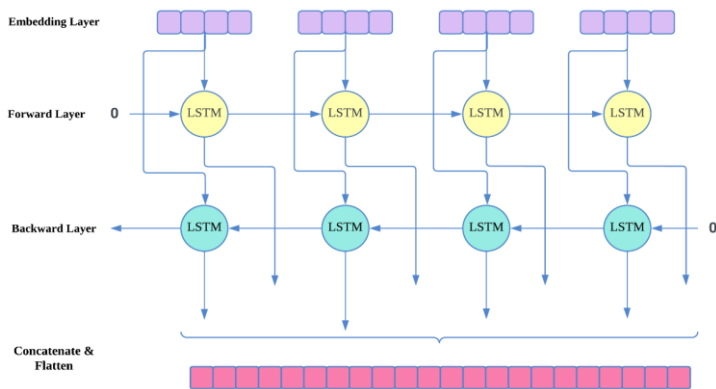 Embedding Layer
Forward Layer
0
LSTM
LSTM
LSTM
LSTM
Backward Layer
LSTM
LSTM
LSTM
LSTM
0
Concatenate &
Flatten